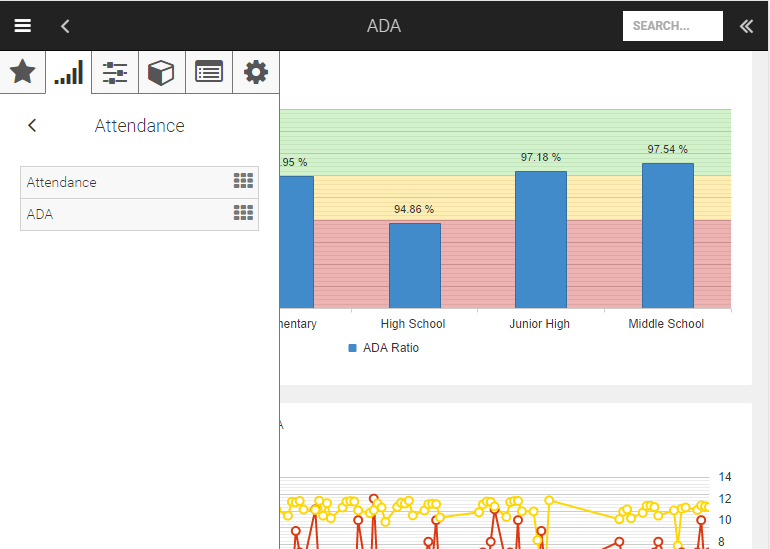 ADA
SEARCH...
Attendance
Attendance
ADA
.95 %
94.86 %
97.18 %
97.54 %
mentary
High School
Junior High
Middle School
ADA Ratio
A
14
12
10
8